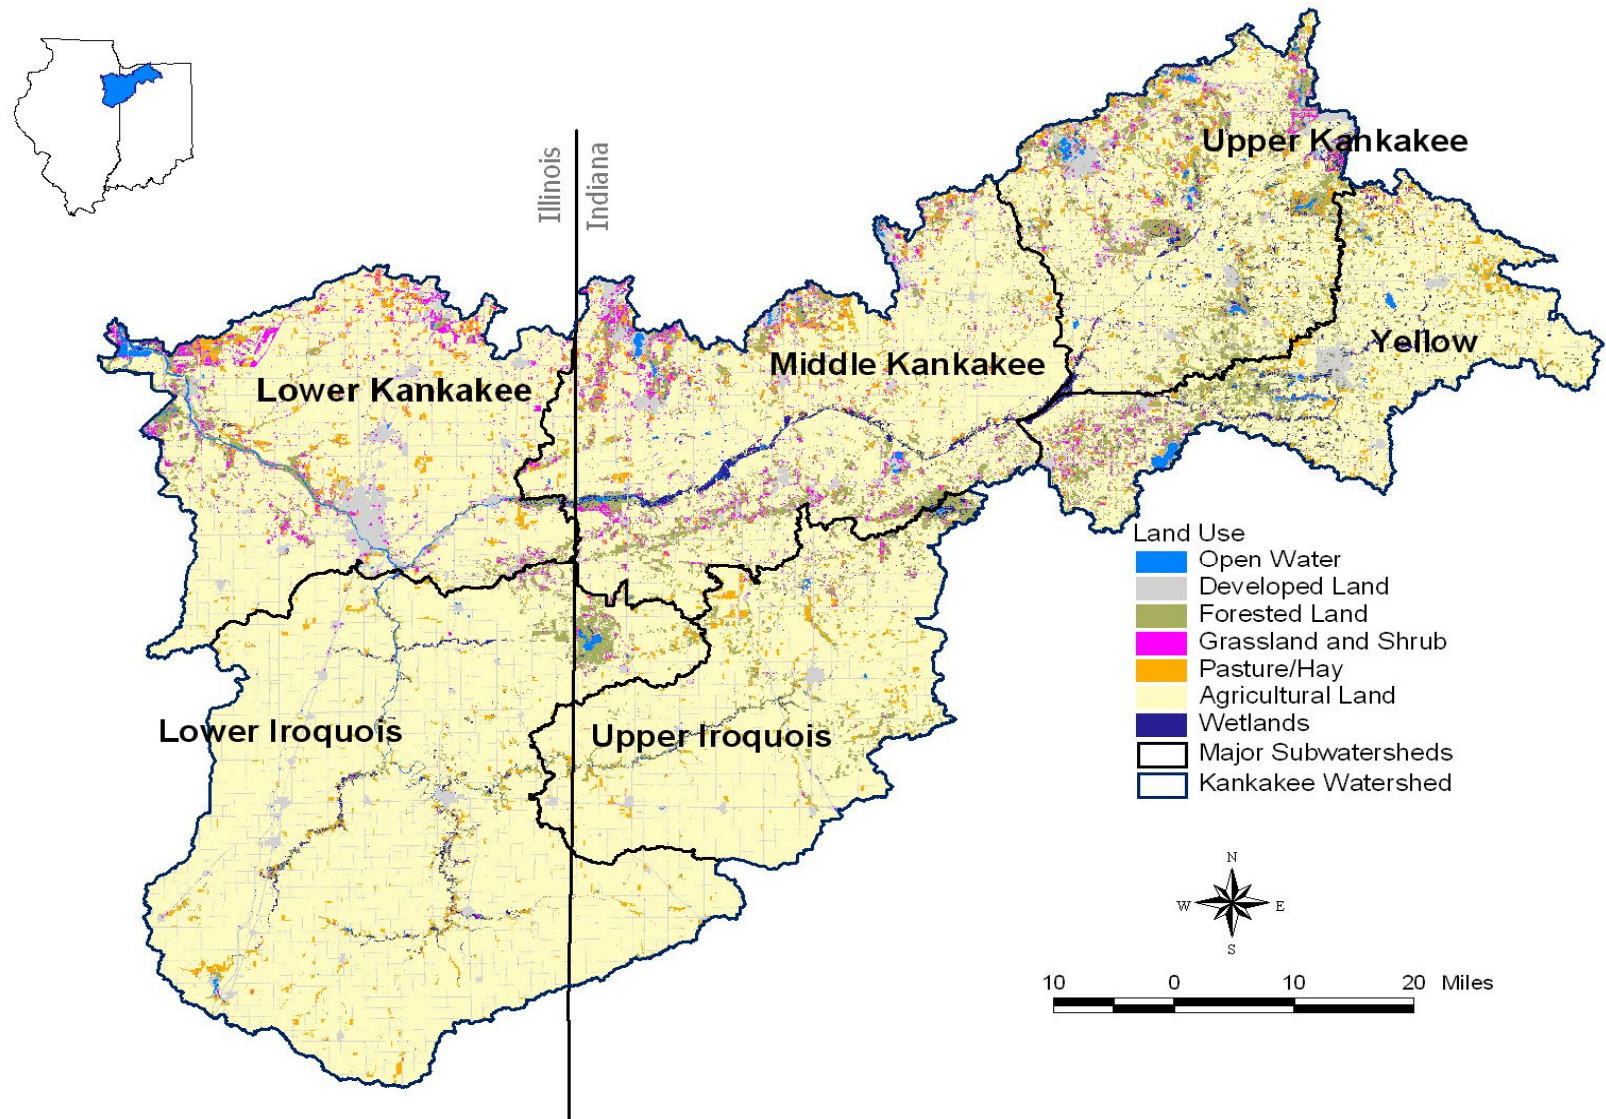 Illinois
Indiana
Upper Kankakee
Yellow
Middle Kankakee
Lower Kankakee
Lower Iroquois
Upper Iroquois
Land Use
Open Water
Developed Land
Forested Land
Grassland and Shrub
Pasture/Hay
Agricultural Land
Wetlands
Major Subwatersheds
Kankakee Watershed
N
W E
S
10 0 10 20 Miles